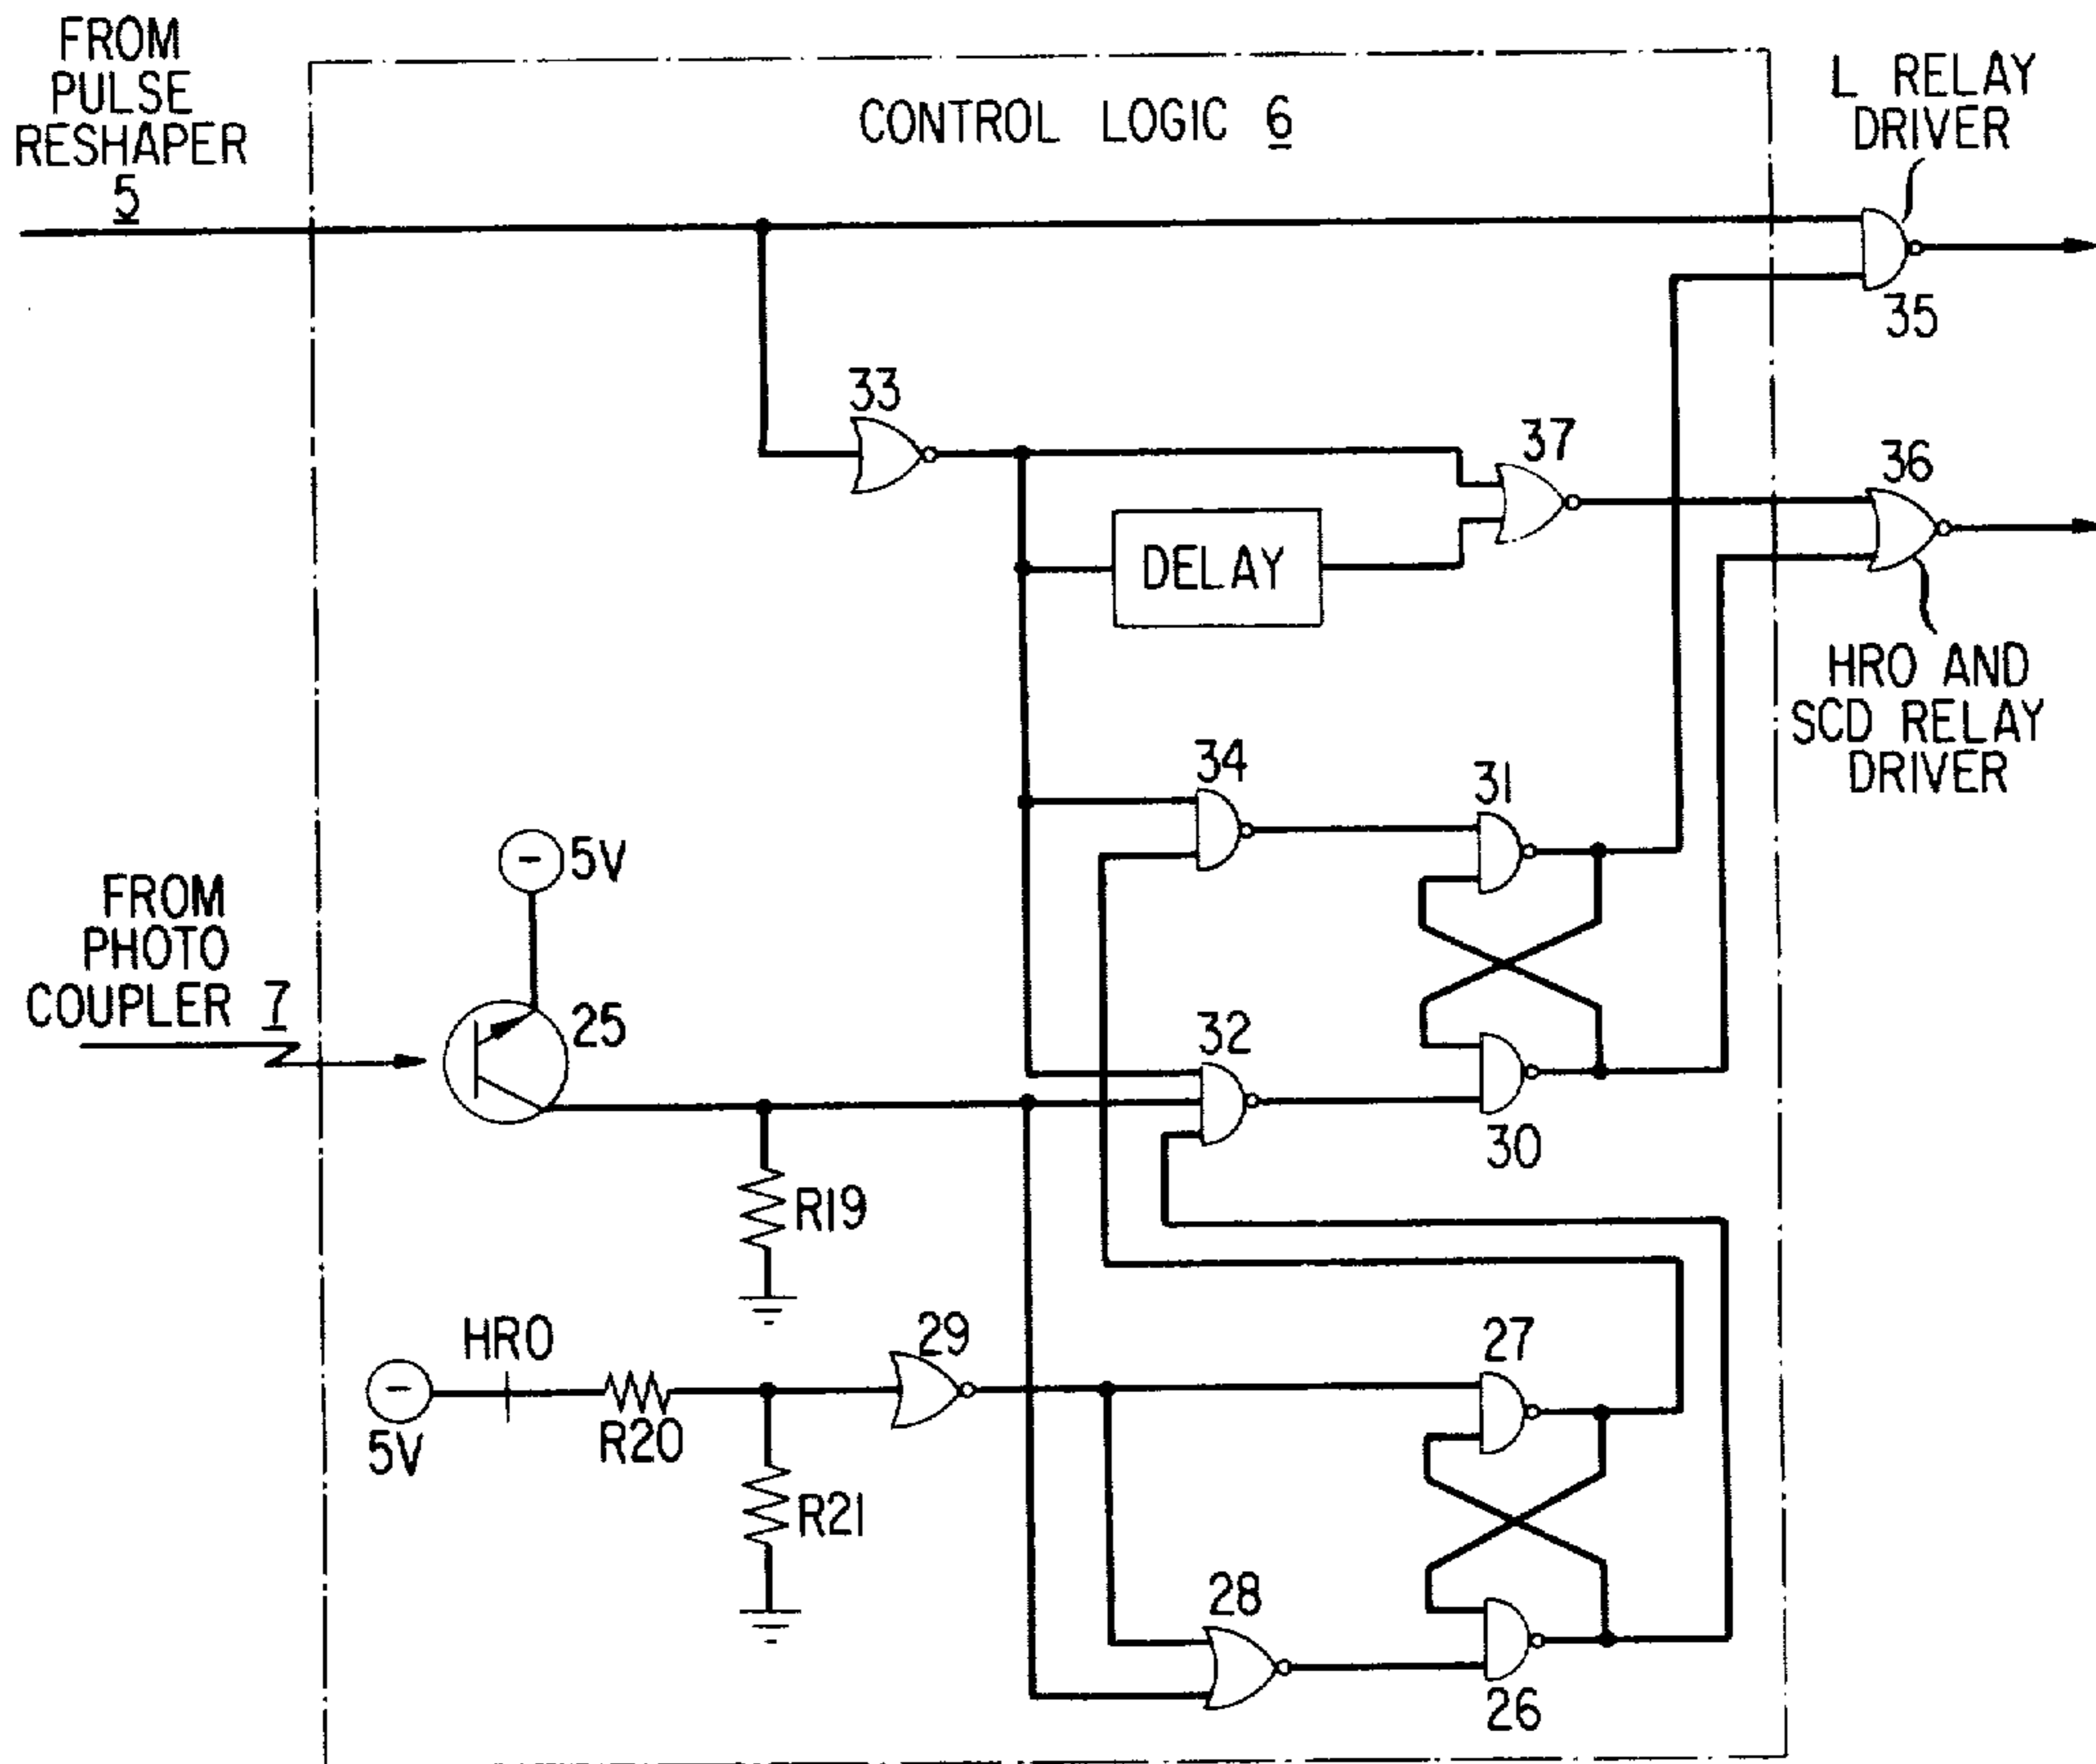 FROM
PULSE
RESHAPER
5
CONTROL LOGIC 6
L RELAY
DRIVER
35
33
37
36
DELAY
HRO AND
SCD RELAY
DRIVER
34
31
- 5V
FROM
PHOTO
COUPLER 7
25
32
30
R19
HRO
29
27
-
5V
R20
R21
28
26